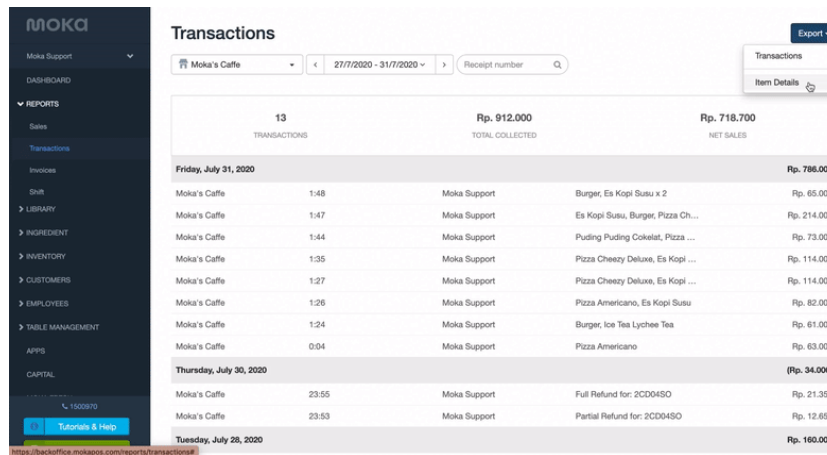 MOKA
Moka Support
DASHBOARD
REPORTS
Sales
Transactions
Invoices
Shift
LIBRARY
INGREDIENT
INVENTORY
CUSTOMERS
EMPLOYEES
TABLE MANAGEMENT
APPS
CAPITAL
1500970
Tutorials & Help
https://backoffice.mokapos.com/reports/transactions#
Transactions
Export
Moka's Caffe 27/7/2020 - 31/7/2020 Receipt number
Transactions
Item Details
13 Rp. 912.000 Rp. 718.700
TRANSACTIONS TOTAL COLLECTED NET SALES
Friday, July 31, 2020 Rp. 786.00
Moka's Caffe 1:48 Moka Support Burger, Es Kopi Susu x 2 Rp. 65.00
Moka's Caffe 1:47 Moka Support Es Kopi Susu, Burger, Pizza Ch... Rp. 214.00
Moka's Caffe 1:44 Moka Support Puding Puding Cokelat, Pizza ... Rp. 73.00
Moka's Caffe 1:35 Moka Support Pizza Cheezy Deluxe, Es Kopi ... Rp. 114.00
Moka's Caffe 1:27 Moka Support Pizza Cheezy Deluxe, Es Kopi ... Rp. 114.00
Moka's Caffe 1:26 Moka Support Pizza Americano, Es Kopi Susu Rp. 82.00
Moka's Caffe 1:24 Moka Support Burger, Ice Tea Lychee Tea Rp. 61.00
Moka's Caffe 0:04 Moka Support Pizza Americano Rp. 63.00
Thursday, July 30, 2020 (Rp. 34.000
Moka's Caffe 23:55 Moka Support Full Refund for: 2CD04SO Rp. 21.35
Moka's Caffe 23:53 Moka Support Partial Refund for: 2CD04SO Rp. 12.65
Tuesday, July 28, 2020 Rp. 160.00